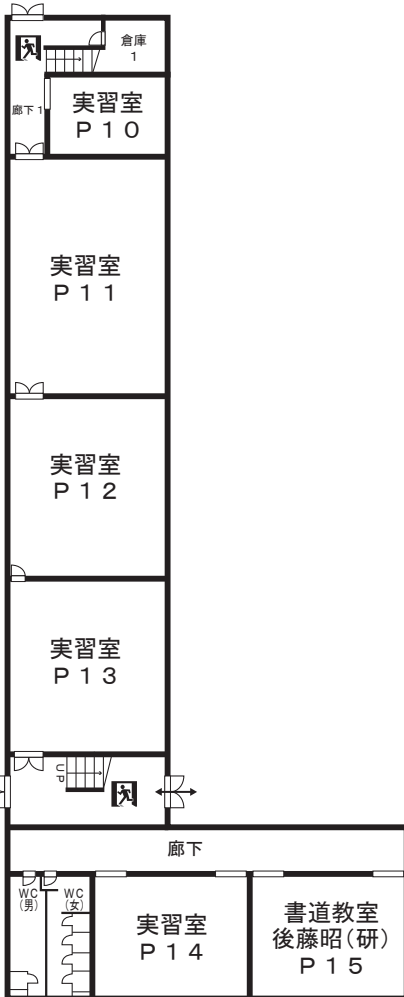 倉庫
1
廊下 1
実習室
Ｐ１０
実習室
Ｐ１１
実習室
Ｐ１２
実習室
Ｐ１３
UP
廊下
WC
(男)
WC
(女)
実習室
Ｐ１４
書道教室
後藤昭(研)
Ｐ１５